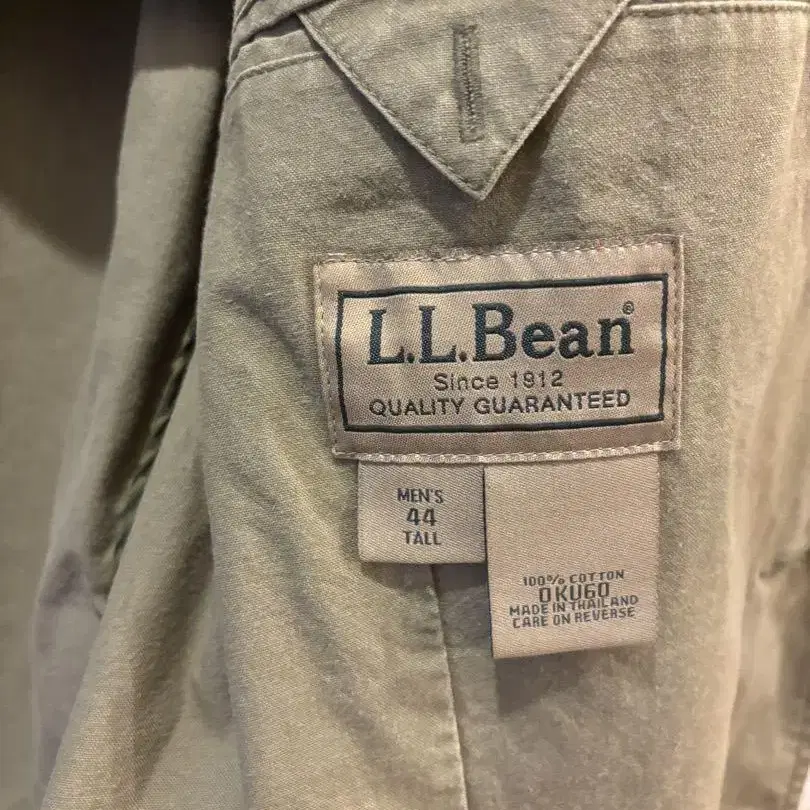 L.L.Bean®
Since 1912
QUALITY GUARANTEED
MEN'S
44
TALL
100% COTTON
0KU60
MADE IN THAILAND
CARE ON REVERSE